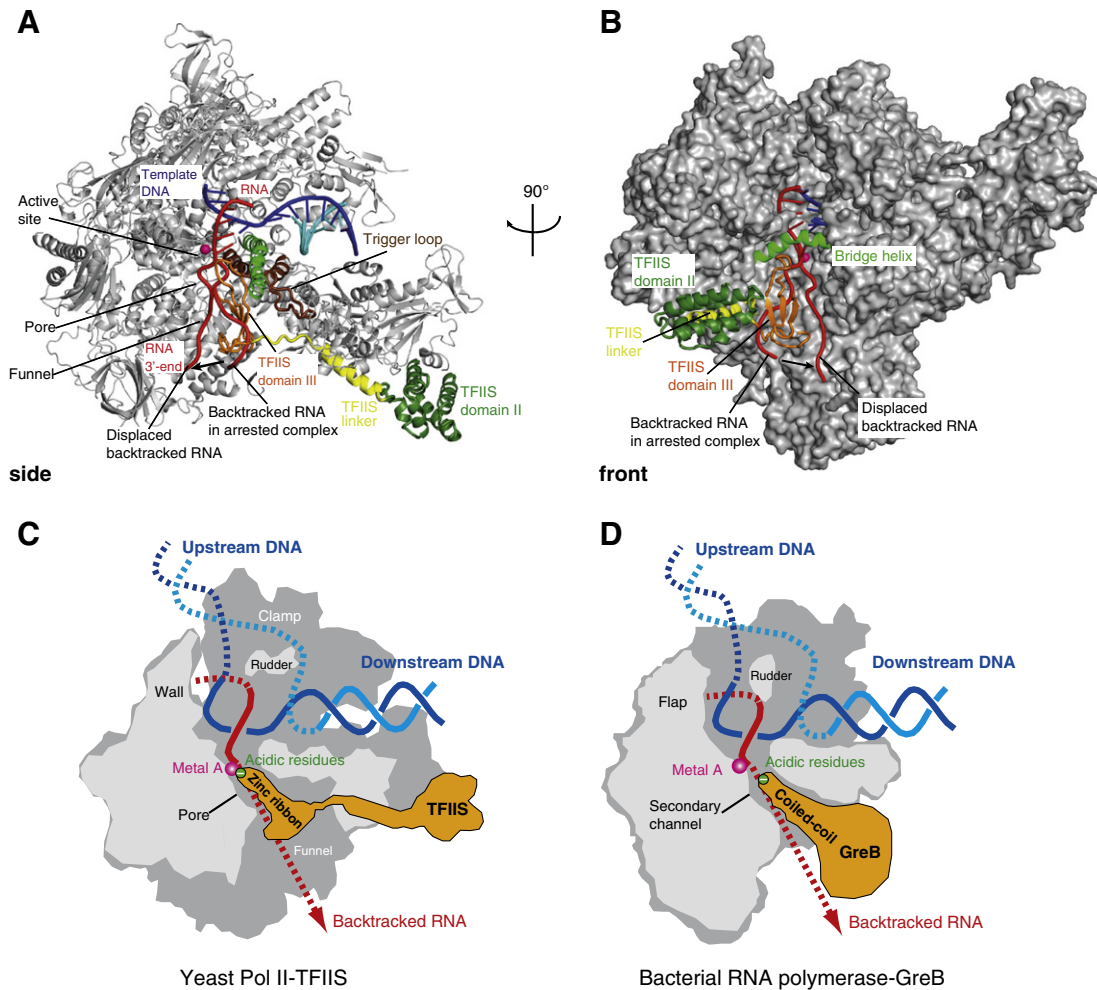 A
Template
DNA
RNA
Active
site
Trigger loop
Pore
RNA
3'-end
Funnel
TFIIS
domain III
TFIIS
linker
TFIIS
domain II
Backtracked RNA
in arrested complex
Displaced
backtracked RNA
side
90°
B
TFIIS
domain II
Bridge helix
TFIIS
linker
TFIIS
domain III
Backtracked RNA
in arrested complex
Displaced
backtracked RNA
front
C
Upstream DNA
Clamp
Rudder
Downstream DNA
Wall
Metal A
Acidic residues
Zinc ribbon
TFIIS
Pore
Funnel
Backtracked RNA
Yeast Pol II-TFIIS
D
Upstream DNA
Rudder
Downstream DNA
Flap
Metal A
Acidic residues
Secondary
channel
Coiled-coil
GreB
Backtracked RNA
Bacterial RNA polymerase-GreB